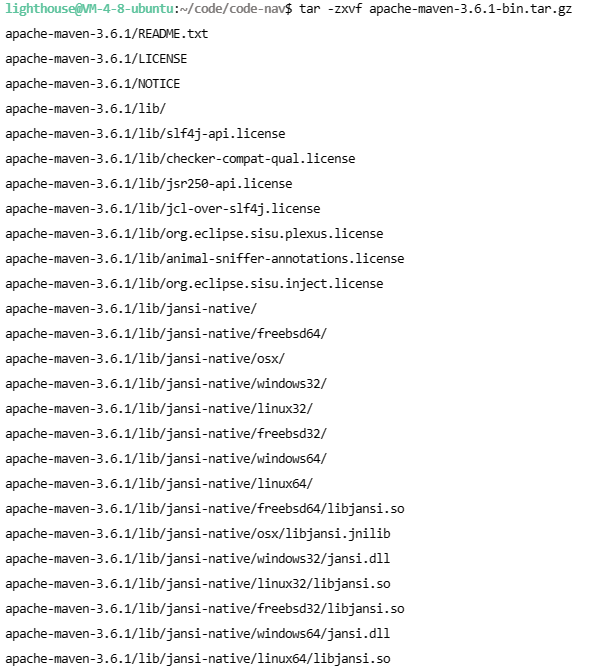 lighthouse@VM-4-8-ubuntu:~/code/code-nav$ tar -zxvf apache-maven-3.6.1-bin.tar.gz
apache-maven-3.6.1/README.txt
apache-maven-3.6.1/LICENSE
apache-maven-3.6.1/NOTICE
apache-maven-3.6.1/lib/
apache-maven-3.6.1/lib/slf4j-api.license
apache-maven-3.6.1/lib/checker-compat-qual.license
apache-maven-3.6.1/lib/jsr250-api.license
apache-maven-3.6.1/lib/jcl-over-slf4j.license
apache-maven-3.6.1/lib/org.eclipse.sisu.plexus.license
apache-maven-3.6.1/lib/animal-sniffer-annotations.license
apache-maven-3.6.1/lib/org.eclipse.sisu.inject.license
apache-maven-3.6.1/lib/jansi-native/
apache-maven-3.6.1/lib/jansi-native/freebsd64/
apache-maven-3.6.1/lib/jansi-native/osx/
apache-maven-3.6.1/lib/jansi-native/windows32/
apache-maven-3.6.1/lib/jansi-native/linux32/
apache-maven-3.6.1/lib/jansi-native/freebsd32/
apache-maven-3.6.1/lib/jansi-native/windows64/
apache-maven-3.6.1/lib/jansi-native/linux64/
apache-maven-3.6.1/lib/jansi-native/freebsd64/libjansi.so
apache-maven-3.6.1/lib/jansi-native/osx/libjansi.jnilib
apache-maven-3.6.1/lib/jansi-native/windows32/jansi.dll
apache-maven-3.6.1/lib/jansi-native/linux32/libjansi.so
apache-maven-3.6.1/lib/jansi-native/freebsd32/libjansi.so
apache-maven-3.6.1/lib/jansi-native/windows64/jansi.dll
apache-maven-3.6.1/lib/jansi-native/linux64/libjansi.so